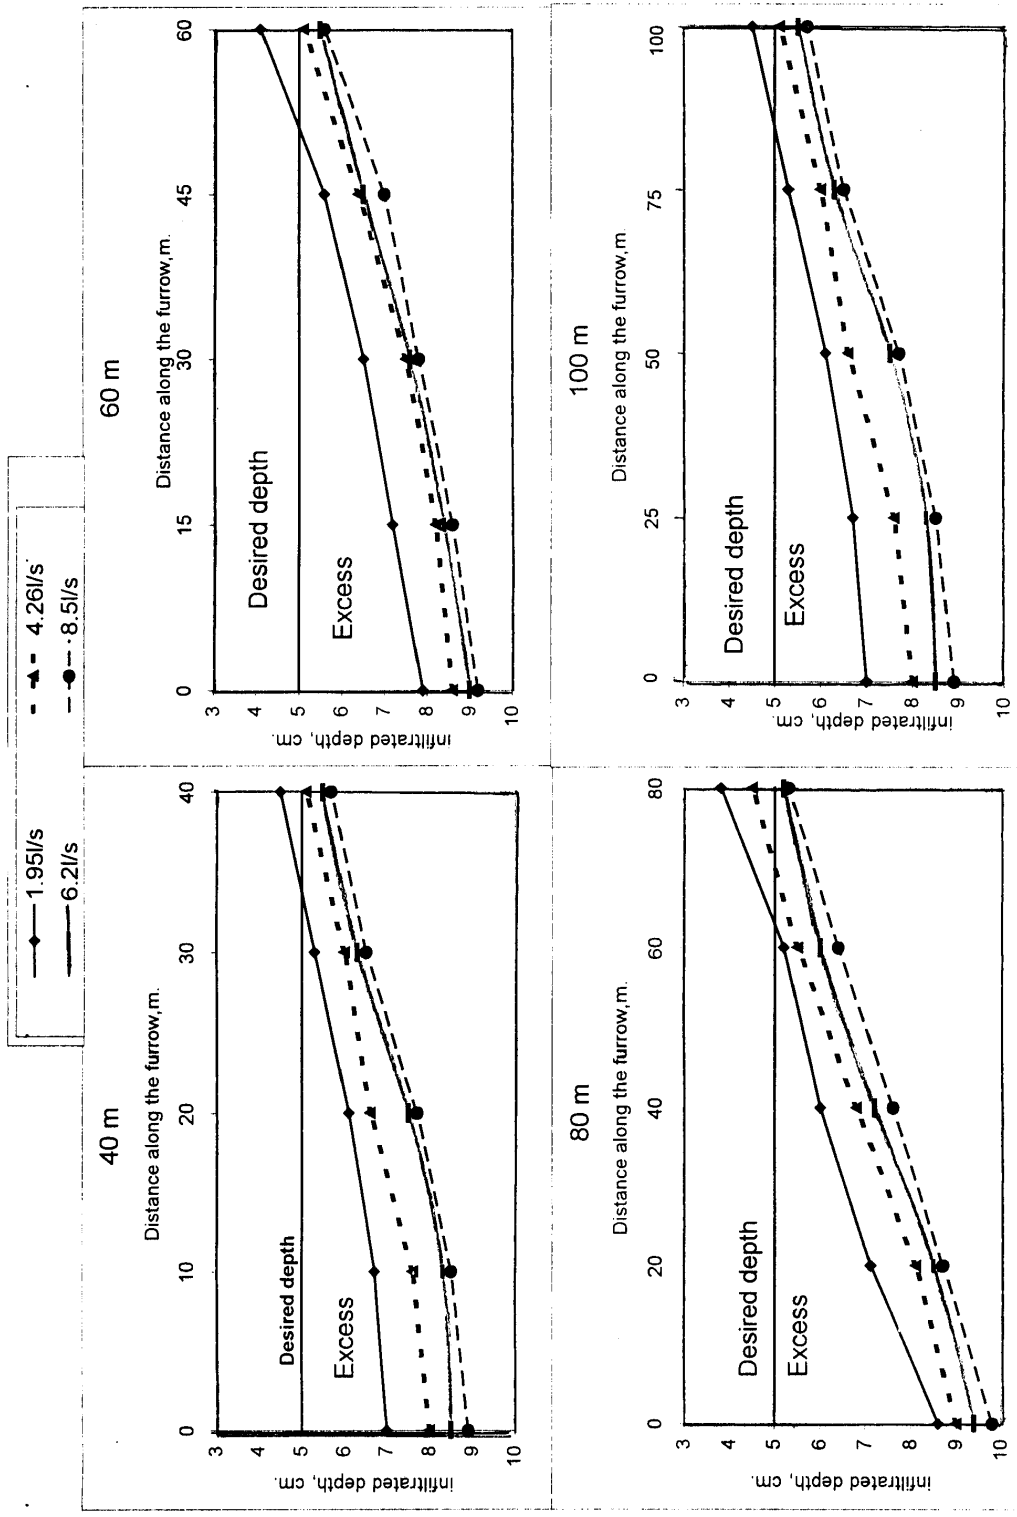 1.95l/s
4.26l/s
6.2l/s
8.5l/s
40 m
Distance along the furrow,m.
0 10 20 30 40
3
4
5
6
7
8
9
10
infiltrated depth, cm.
Desired depth
Excess
60 m
Distance along the furrow,m.
0 15 30 45 60
3
4
5
6
7
8
9
10
infiltrated depth, cm.
Desired depth
Excess
80 m
Distance along the furrow,m.
0 20 40 60 80
3
4
5
6
7
8
9
10
infiltrated depth, cm.
Desired depth
Excess
100 m
Distance along the furrow,m.
0 25 50 75 100
3
4
5
6
7
8
9
10
infiltrated depth, cm.
Desired depth
Excess